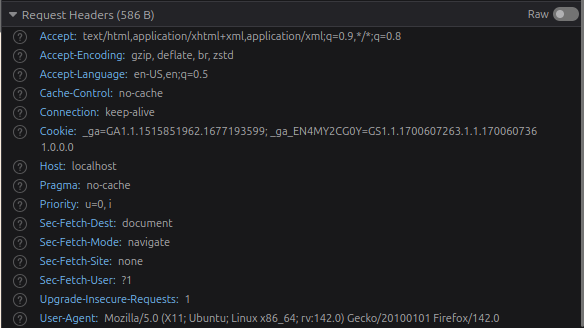 Request Headers (586 B)
Raw
Accept: text/html,application/xhtml+xml,application/xml;q=0.9,*/*;q=0.8
Accept-Encoding: gzip, deflate, br, zstd
Accept-Language: en-US,en;q=0.5
Cache-Control: no-cache
Connection: keep-alive
Cookie: _ga=GA1.1.1515851962.1677193599; _ga_EN4MY2CG0Y=GS1.1.1700607263.1.1.170060736
1.0.0.0
Host: localhost
Pragma: no-cache
Priority: u=0, i
Sec-Fetch-Dest: document
Sec-Fetch-Mode: navigate
Sec-Fetch-Site: none
Sec-Fetch-User: ?1
Upgrade-Insecure-Requests: 1
User-Agent: Mozilla/5.0 (X11; Ubuntu; Linux x86_64; rv:142.0) Gecko/20100101 Firefox/142.0